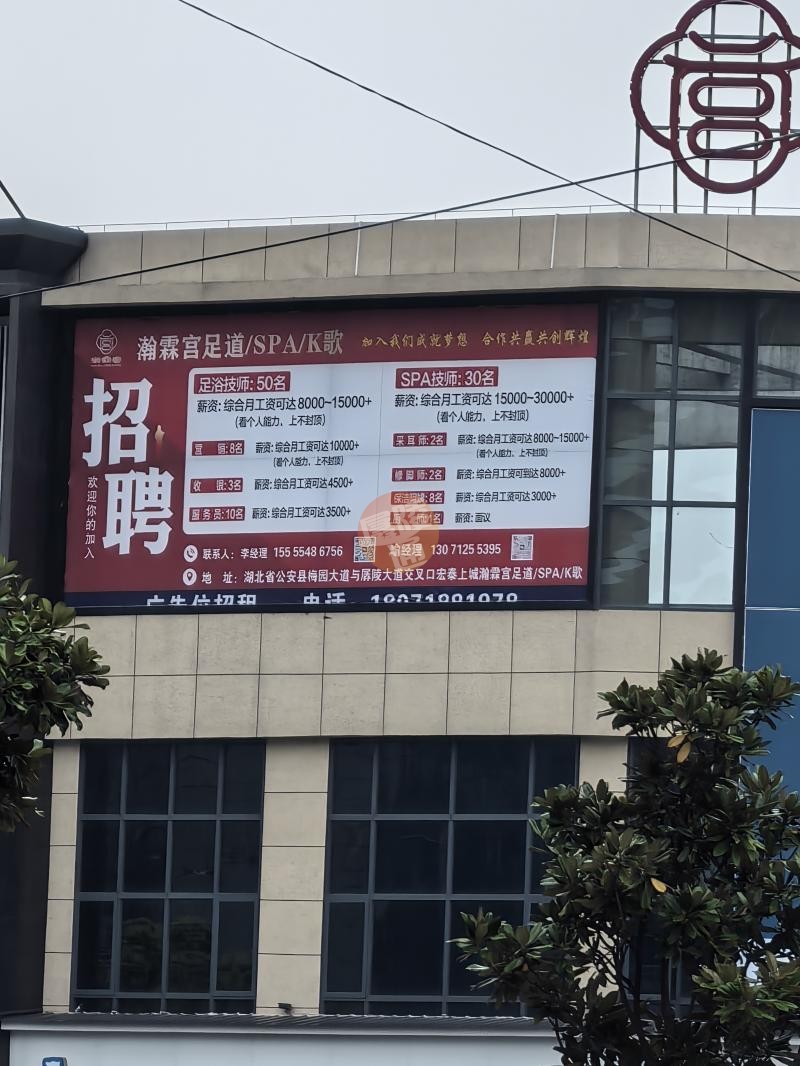 瀚霖宫足道/SPA/K歌
加入我们成就梦想 合作共赢共创辉煌
招聘
欢迎你的加入
足浴技师:50名
薪资:综合月工资可达8000~15000+
(看个人能力，上不封顶)
营 销:8名
薪资:综合月工资可达10000+
(看个人能力，上不封顶)
收 银:3名
薪资:综合月工资可达4500+
服务员:10名
薪资:综合月工资可达3500+
SPA技师:30名
薪资:综合月工资可达15000~30000+
(看个人能力，上不封顶)
采耳师:2名
薪资:综合月工资可达8000~15000+
(看个人能力，上不封顶)
修脚师:2名
薪资:综合月工资可到达8000+
8名
薪资:综合月工资可达3000+
1名
薪资:面议
联系人: 李经理 155 5548 6756
喻经理 130 7125 5395
地 址: 湖北省公安县梅园大道与孱陵大道交叉口宏泰上城瀚霖宫足道/SPA/K歌
广告位招租 电话 18071881978